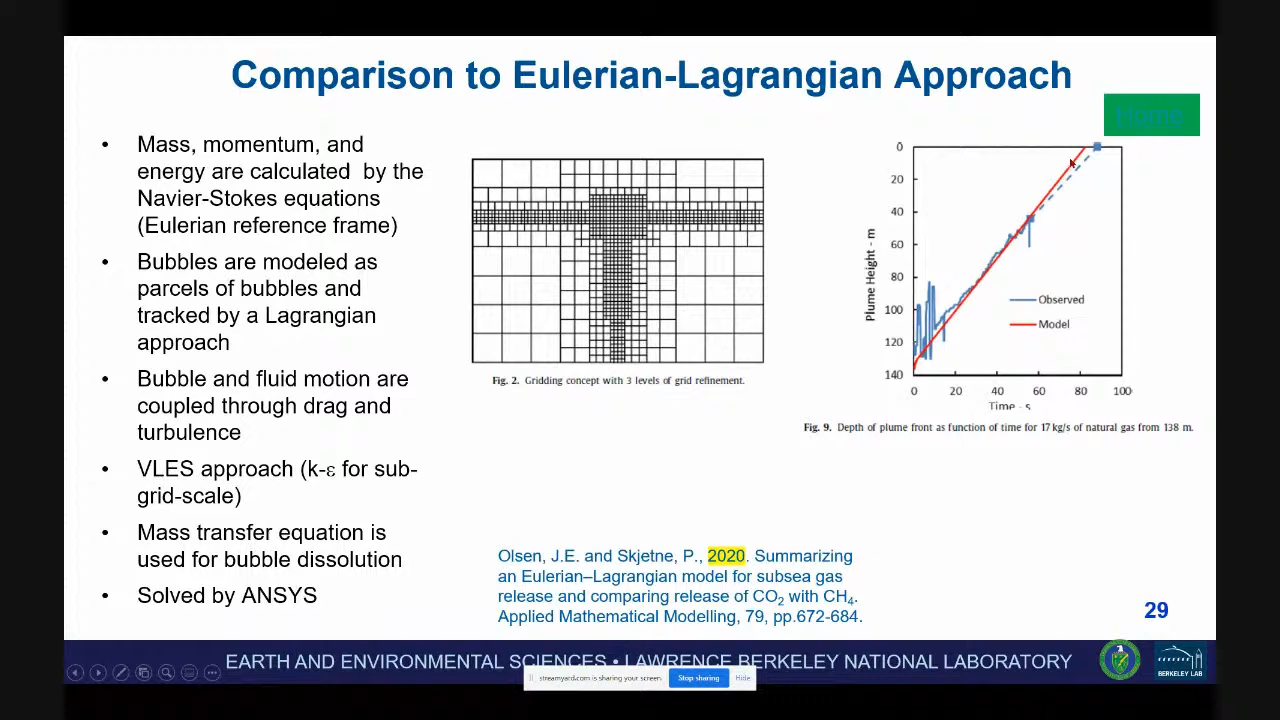 Comparison to Eulerian-Lagrangian Approach
Home
• Mass, momentum, and
energy are calculated by the
Navier-Stokes equations
(Eulerian reference frame)
• Bubbles are modeled as
parcels of bubbles and
tracked by a Lagrangian
approach
• Bubble and fluid motion are
coupled through drag and
turbulence
• VLES approach (k-ε for sub-
grid-scale)
• Mass transfer equation is
used for bubble dissolution
• Solved by ANSYS
Fig. 2. Gridding concept with 3 levels of grid refinement.
Plume Height - m
0
20
40
60
80
100
120
140
Observed
Model
0 20 40 60 80 100
Time - s
Fig. 9. Depth of plume front as function of time for 17 kg/s of natural gas from 138 m.
Olsen, J.E. and Skjetne, P., 2020. Summarizing
an Eulerian–Lagrangian model for subsea gas
release and comparing release of CO2 with CH4.
Applied Mathematical Modelling, 79, pp.672-684.
29
EARTH AND ENVIRONMENTAL SCIENCES • LAWRENCE BERKELEY NATIONAL LABORATORY
BERKELEY LAB
streamyard.com is sharing your screen.
Stop sharing
Hide